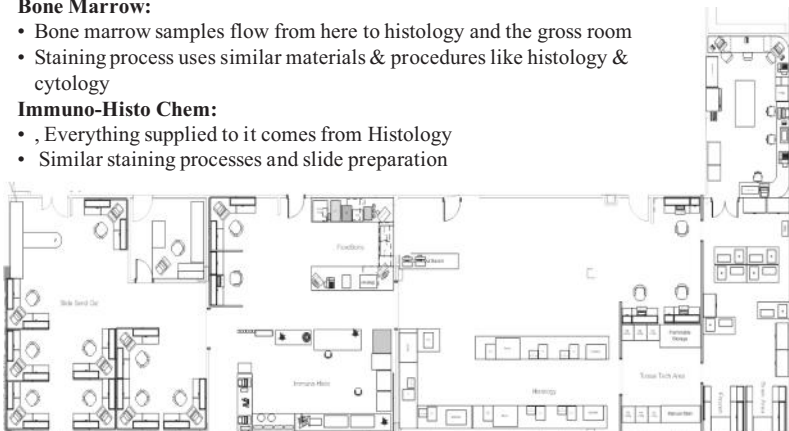 Bone Marrow:
• Bone marrow samples flow from here to histology and the gross room
• Staining process uses similar materials & procedures like histology &
cytology
Immuno-Histo Chem:
• , Everything supplied to it comes from Histology
• Similar staining processes and slide preparation
Slide Send Out
Immuno Histo
Histology
Tissue Tech Area
Flammable
Storage